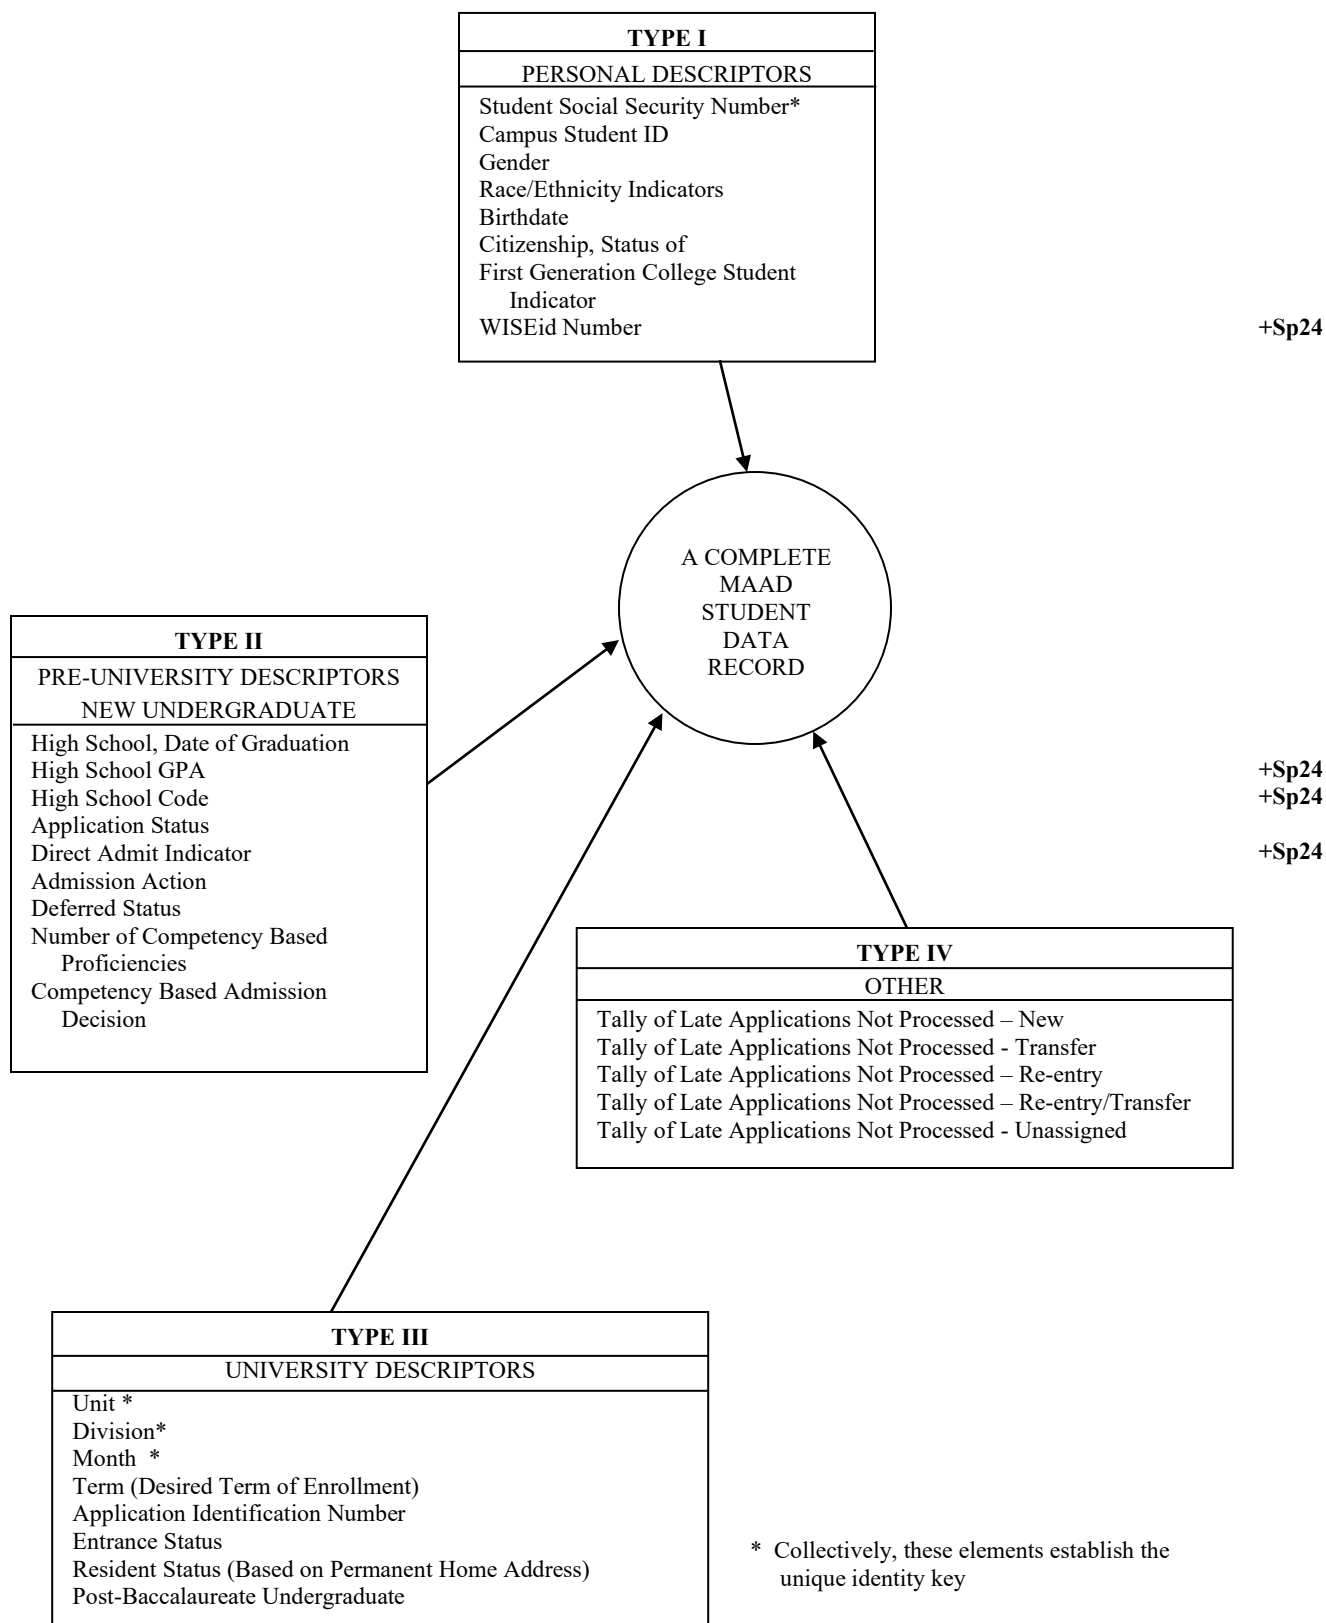 TYPE I
PERSONAL DESCRIPTORS
Student Social Security Number*
Campus Student ID
Gender
Race/Ethnicity Indicators
Birthdate
Citizenship, Status of
First Generation College Student
Indicator
WISEid Number
+Sp24
A COMPLETE
MAAD
STUDENT
DATA
RECORD
TYPE II
PRE-UNIVERSITY DESCRIPTORS
NEW UNDERGRADUATE
High School, Date of Graduation
High School GPA
+Sp24
High School Code
+Sp24
Application Status
Direct Admit Indicator
+Sp24
Admission Action
Deferred Status
Number of Competency Based
Proficiencies
Competency Based Admission
Decision
TYPE IV
OTHER
Tally of Late Applications Not Processed – New
Tally of Late Applications Not Processed - Transfer
Tally of Late Applications Not Processed – Re-entry
Tally of Late Applications Not Processed – Re-entry/Transfer
Tally of Late Applications Not Processed - Unassigned
TYPE III
UNIVERSITY DESCRIPTORS
Unit *
Division*
Month  *
Term (Desired Term of Enrollment)
Application Identification Number
Entrance Status
Resident Status (Based on Permanent Home Address)
Post-Baccalaureate Undergraduate
* Collectively, these elements establish the
unique identity key